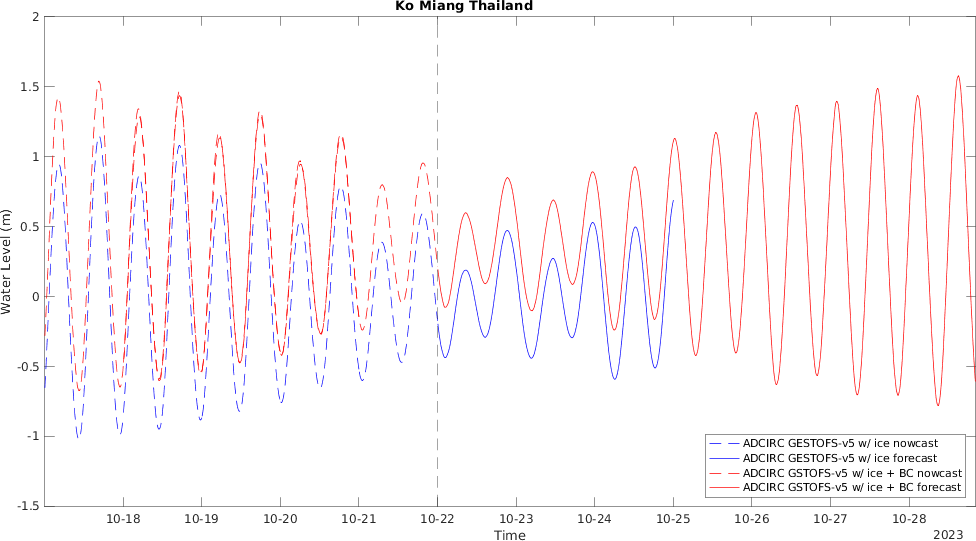 Ko Miang Thailand
2
1.5
1
0.5
0
-0.5
-1
-1.5
Water Level (m)
ADCIRC GESTOFS-v5 w/ ice nowcast
ADCIRC GESTOFS-v5 w/ ice forecast
ADCIRC GSTOFS-v5 w/ ice + BC nowcast
ADCIRC GSTOFS-v5 w/ ice + BC forecast
10-18 10-19 10-20 10-21 10-22 10-23 10-24 10-25 10-26 10-27 10-28
Time
2023